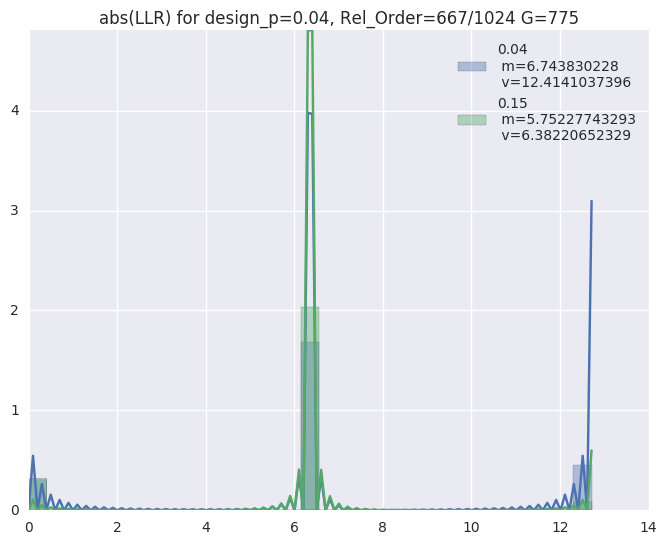 abs(LLR) for design_p=0.04, Rel_Order=667/1024 G=775
0.04
m=6.743830228
v=12.4141037396
0.15
m=5.75227743293
v=6.38220652329
4
3
2
1
0
0 2 4 6 8 10 12 14